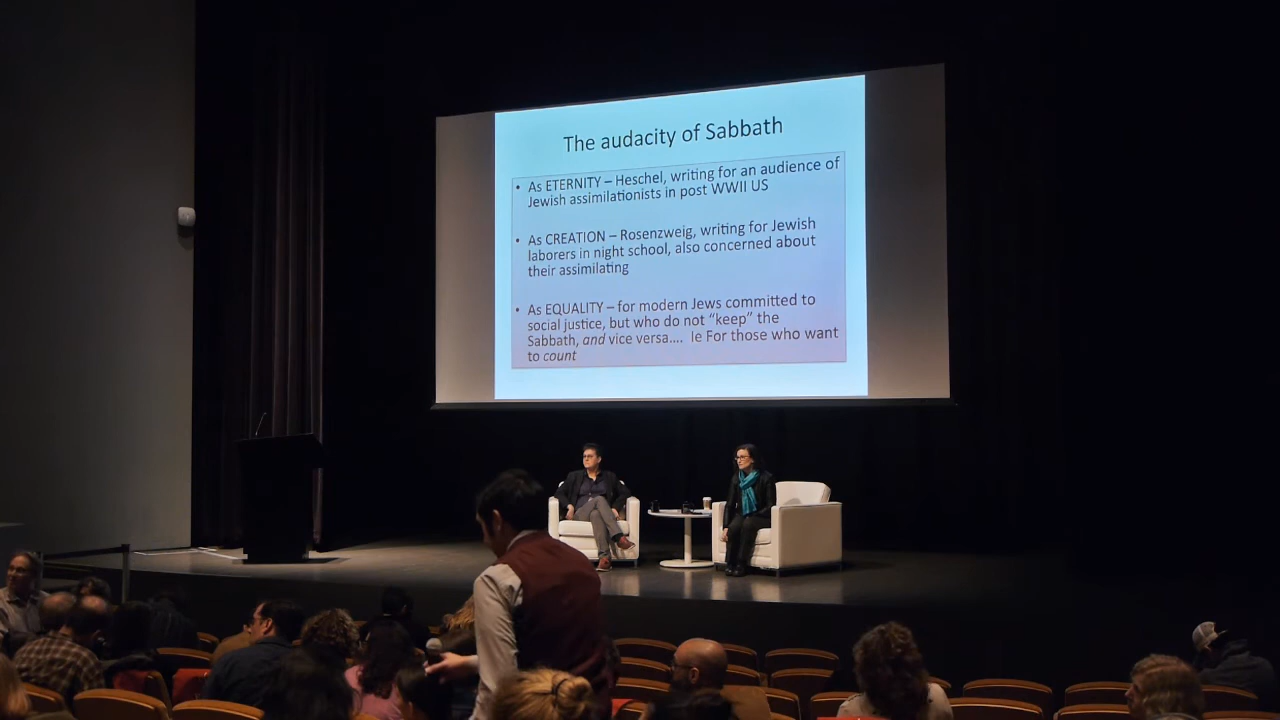 The audacity of Sabbath
• As ETERNITY – Heschel, writing for an audience of
Jewish assimilationists in post WWII US
• As CREATION – Rosenzweig, writing for Jewish
laborers in night school, also concerned about
their assimilating
• As EQUALITY – for modern Jews committed to
social justice, but who do not “keep” the
Sabbath, and vice versa.... Ie For those who want
to count